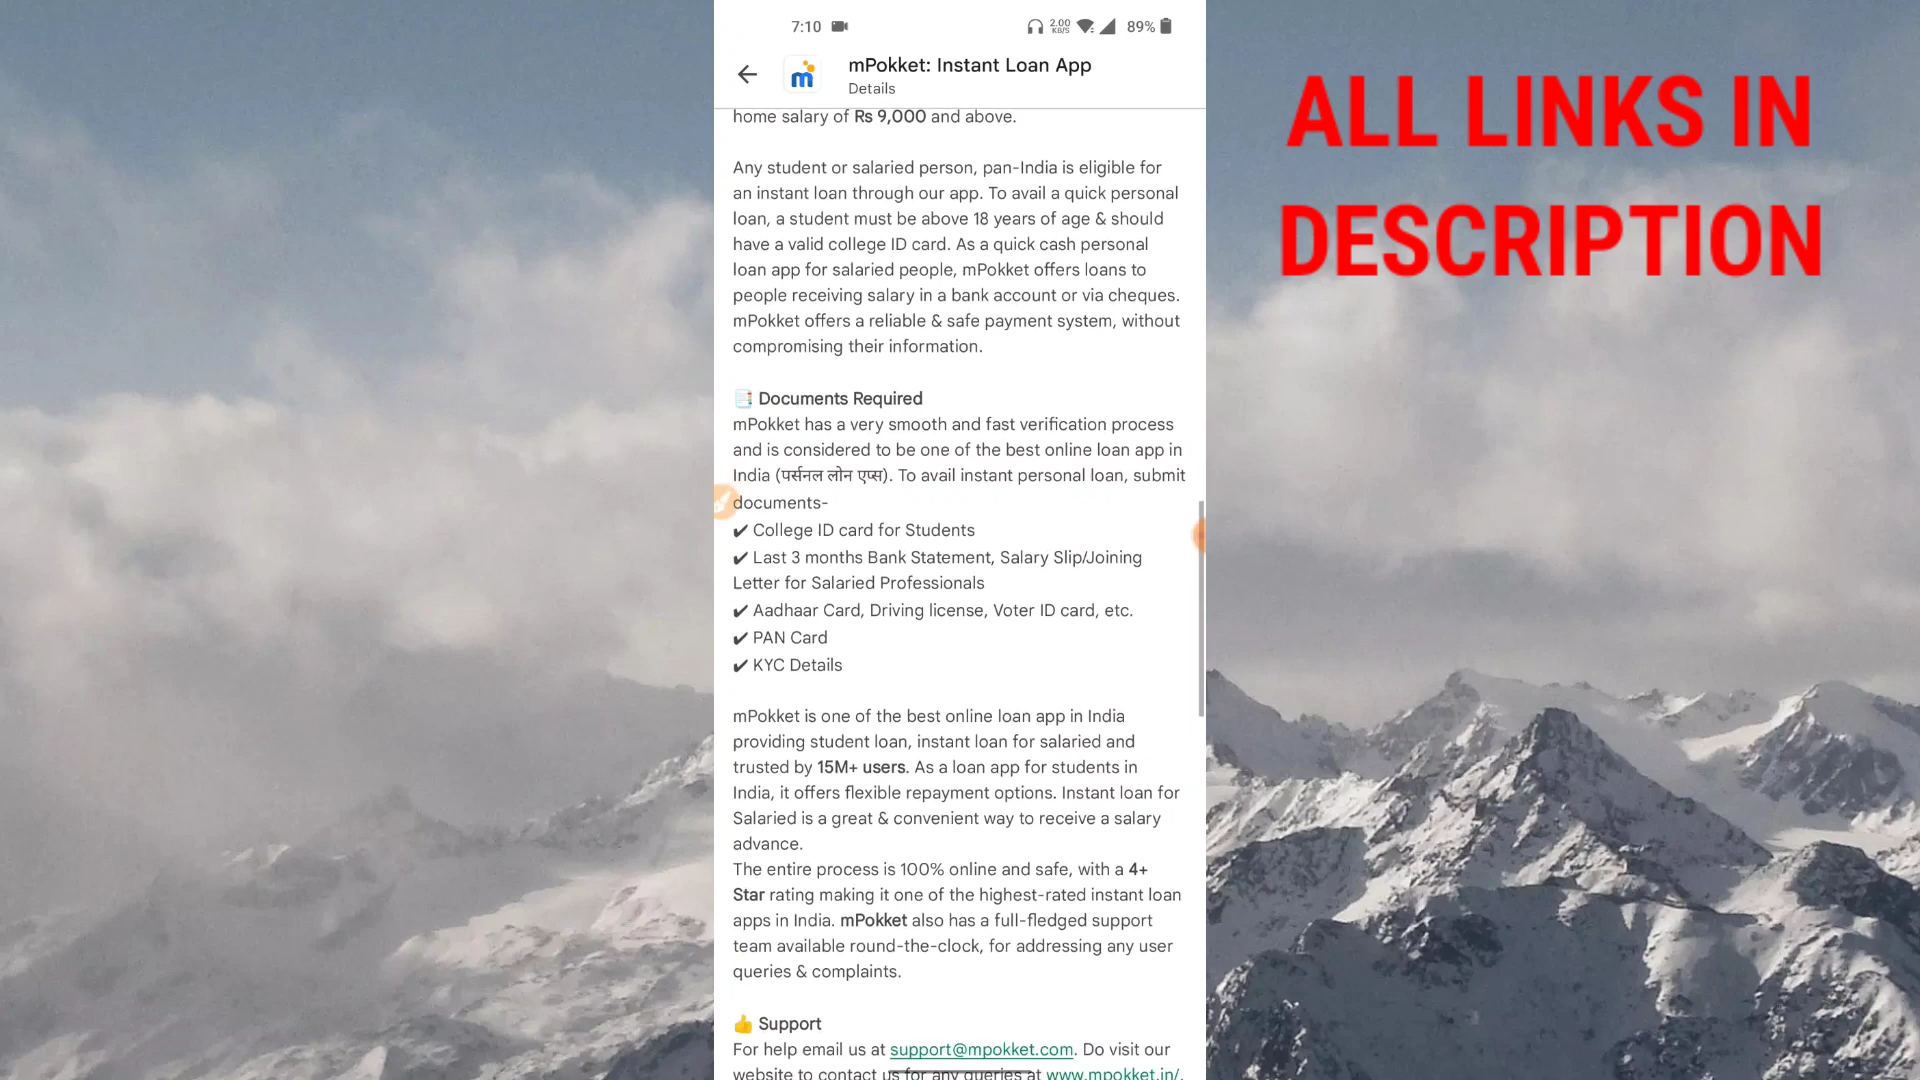 7:10
2.00 KB/S
89%
mPokket: Instant Loan App
Details
ALL LINKS IN
DESCRIPTION
home salary of Rs 9,000 and above.
Any student or salaried person, pan-India is eligible for
an instant loan through our app. To avail a quick personal
loan, a student must be above 18 years of age & should
have a valid college ID card. As a quick cash personal
loan app for salaried people, mPokket offers loans to
people receiving salary in a bank account or via cheques.
mPokket offers a reliable & safe payment system, without
compromising their information.
📑 Documents Required
mPokket has a very smooth and fast verification process
and is considered to be one of the best online loan app in
India (पर्सनल लोन एप्स). To avail instant personal loan, submit
documents-
✔ College ID card for Students
✔ Last 3 months Bank Statement, Salary Slip/Joining
Letter for Salaried Professionals
✔ Aadhaar Card, Driving license, Voter ID card, etc.
✔ PAN Card
✔ KYC Details
mPokket is one of the best online loan app in India
providing student loan, instant loan for salaried and
trusted by 15M+ users. As a loan app for students in
India, it offers flexible repayment options. Instant loan for
Salaried is a great & convenient way to receive a salary
advance.
The entire process is 100% online and safe, with a 4+
Star rating making it one of the highest-rated instant loan
apps in India. mPokket also has a full-fledged support
team available round-the-clock, for addressing any user
queries & complaints.
👍 Support
For help email us at support@mpokket.com. Do visit our
website to contact us for any queries at www.mpokket.in/.